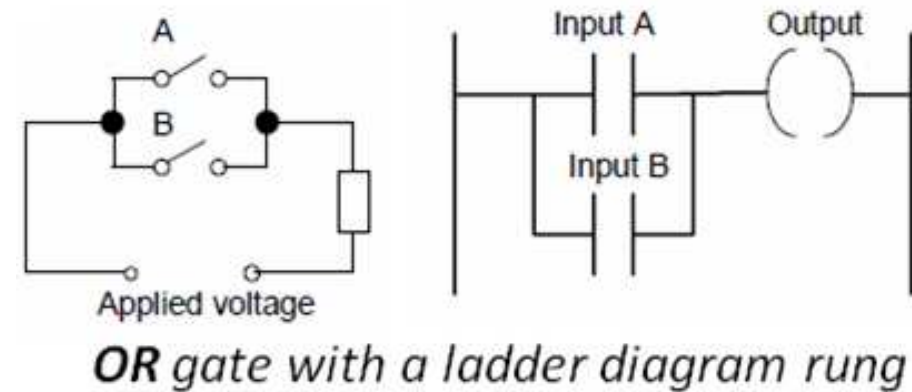 A
B
Applied voltage
Input A
Output
Input B
OR gate with a ladder diagram rung